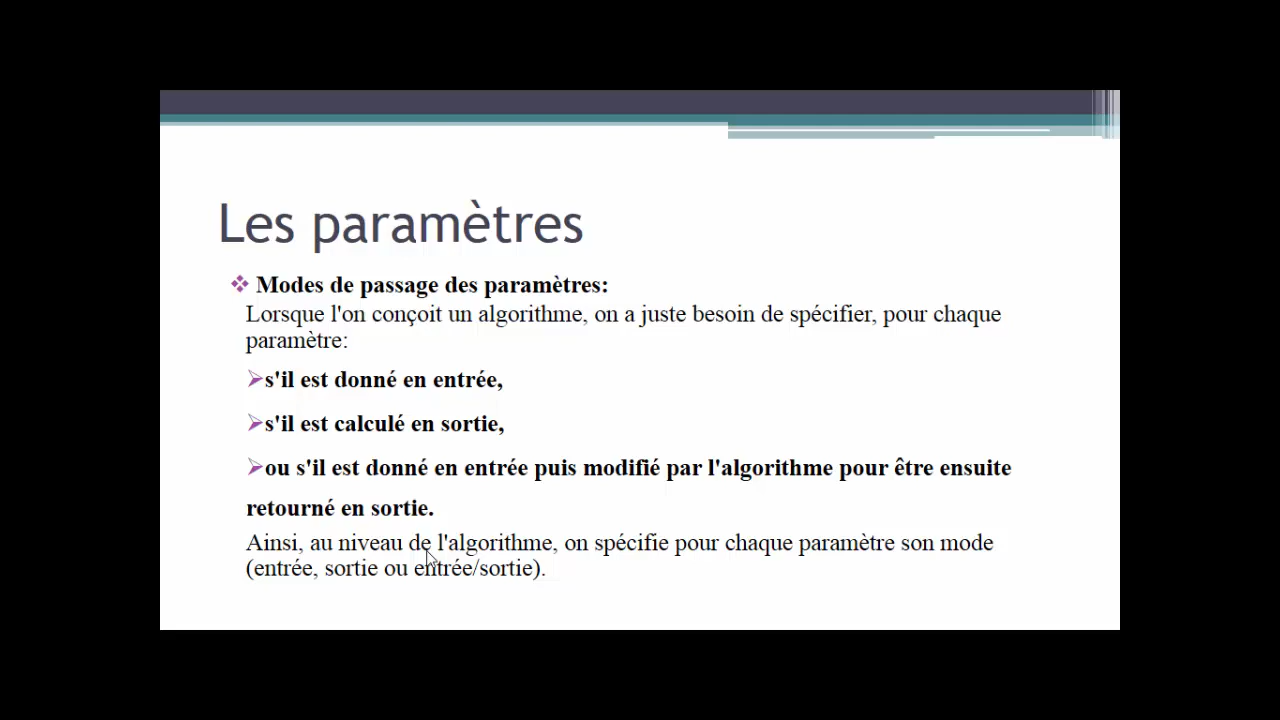 Les paramètres
Modes de passage des paramètres:
Lorsque l'on conçoit un algorithme, on a juste besoin de spécifier, pour chaque
paramètre:
s'il est donné en entrée,
s'il est calculé en sortie,
ou s'il est donné en entrée puis modifié par l'algorithme pour être ensuite
retourné en sortie.
Ainsi, au niveau de l'algorithme, on spécifie pour chaque paramètre son mode
(entrée, sortie ou entrée/sortie).